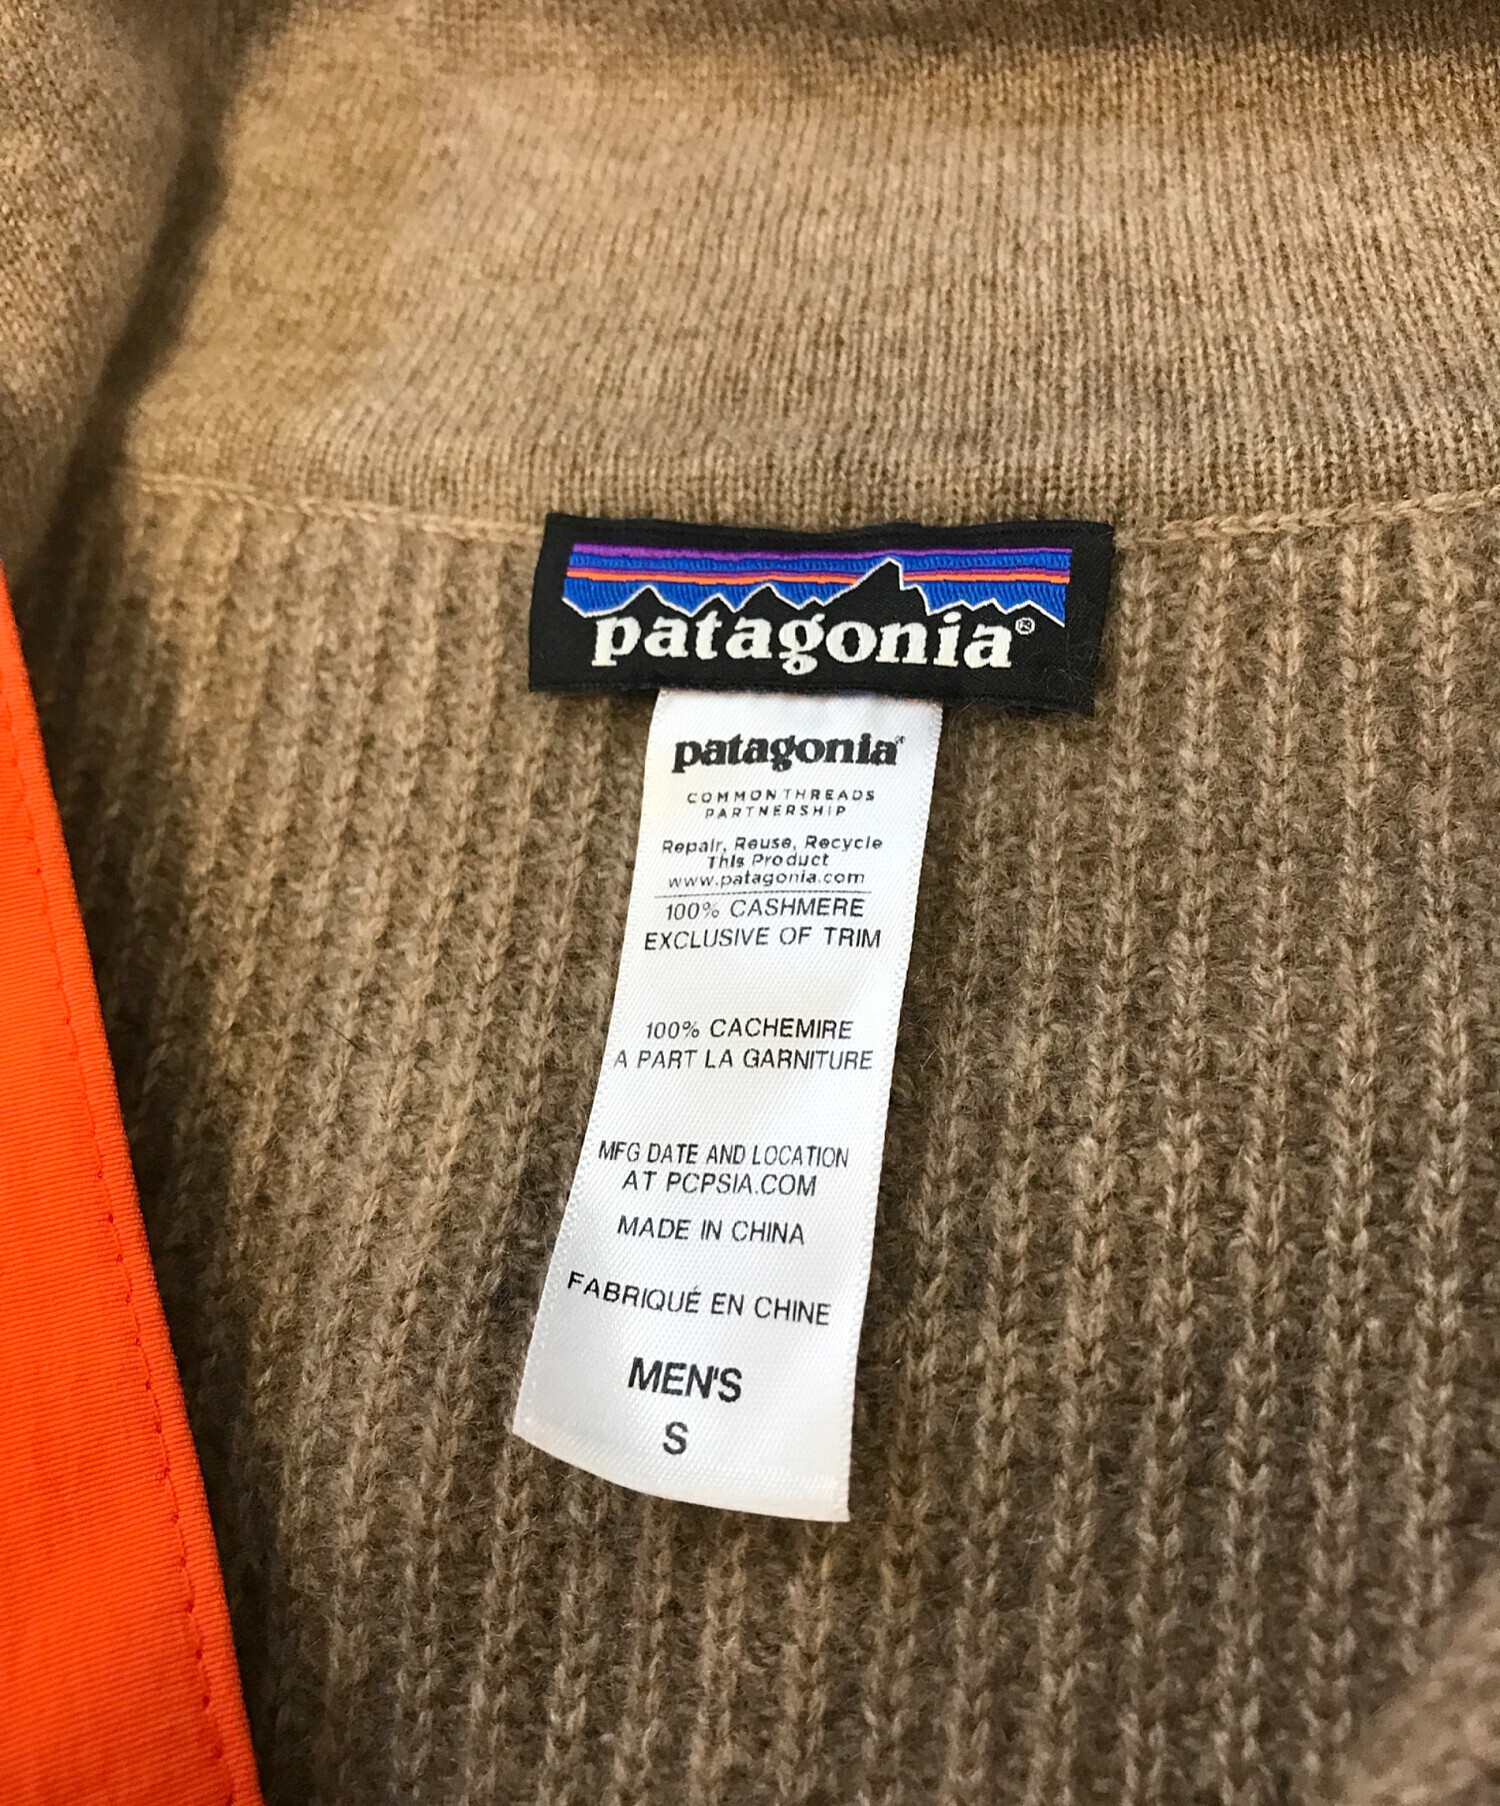 patagonia®
patagonia®
COMMON THREADS
PARTNERSHIP
Repair, Reuse, Recycle
This Product
www.patagonia.com
100% CASHMERE
EXCLUSIVE OF TRIM
100% CACHEMIRE
A PART LA GARNITURE
MFG DATE AND LOCATION
AT PCPSIA.COM
MADE IN CHINA
FABRIQUÉ EN CHINE
MEN'S
S